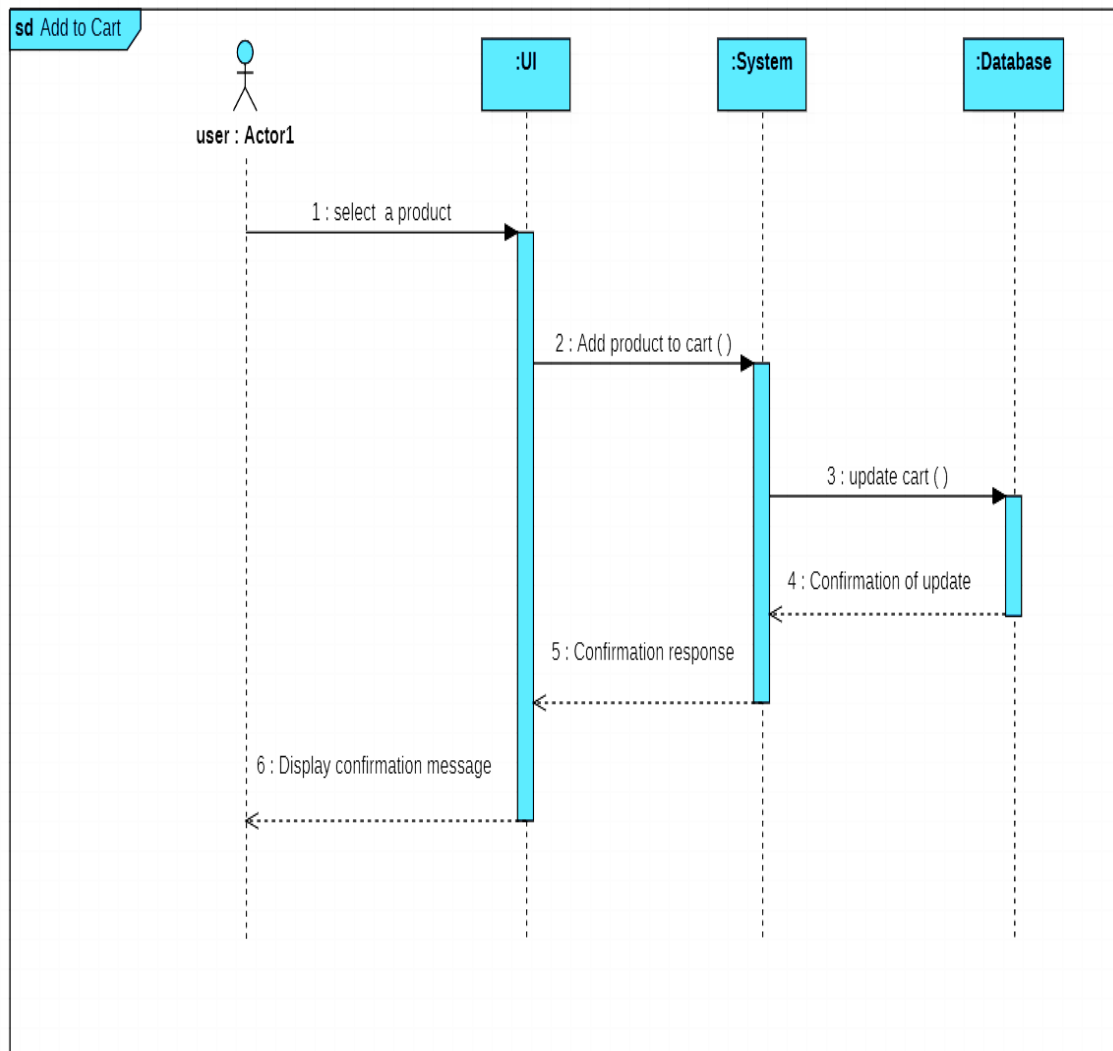 sd Add to Cart
:UI
:System
:Database
user : Actor1
1 : select a product
2 : Add product to cart ( )
3 : update cart ( )
4 : Confirmation of update
5 : Confirmation response
6 : Display confirmation message